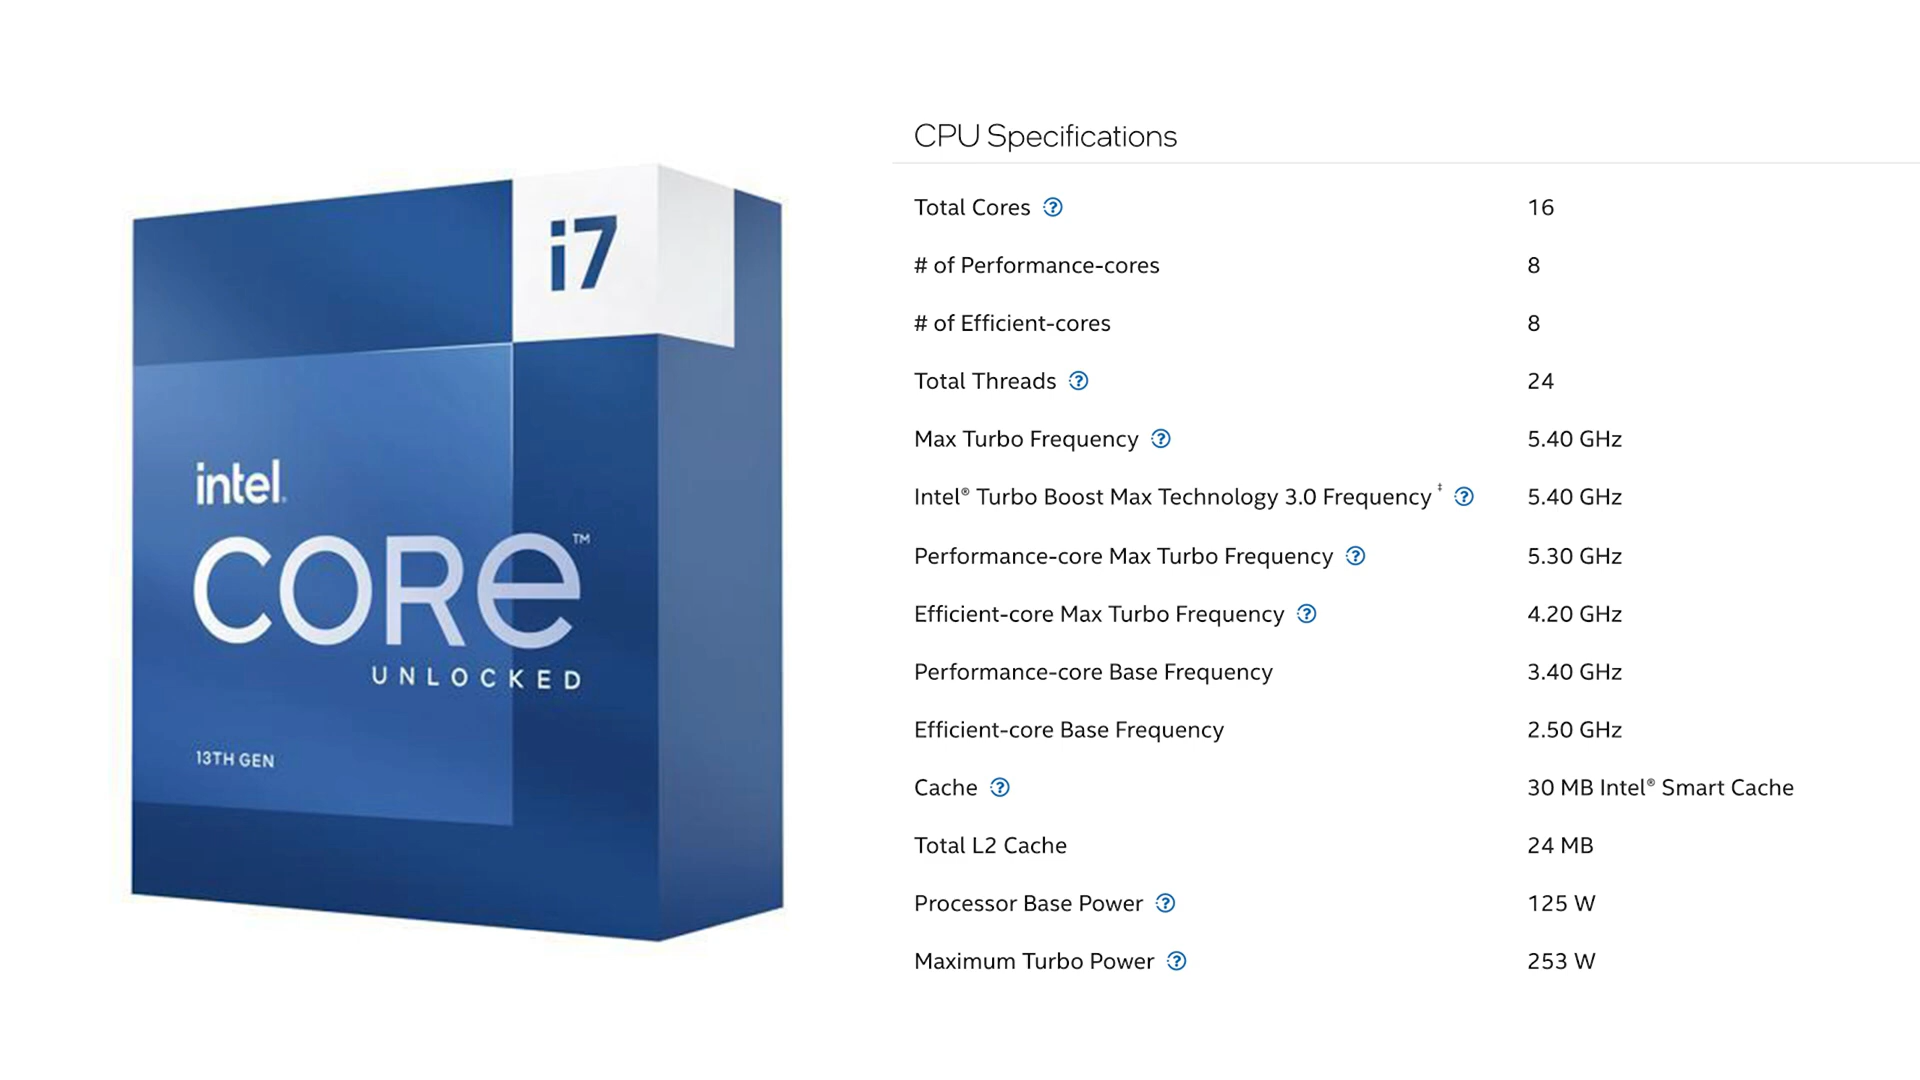 i7
intel.
CORE™
UNLOCKED
13TH GEN
CPU Specifications
Total Cores ? 16
# of Performance-cores 8
# of Efficient-cores 8
Total Threads ? 24
Max Turbo Frequency ? 5.40 GHz
Intel® Turbo Boost Max Technology 3.0 Frequency ‡ ? 5.40 GHz
Performance-core Max Turbo Frequency ? 5.30 GHz
Efficient-core Max Turbo Frequency ? 4.20 GHz
Performance-core Base Frequency 3.40 GHz
Efficient-core Base Frequency 2.50 GHz
Cache ? 30 MB Intel® Smart Cache
Total L2 Cache 24 MB
Processor Base Power ? 125 W
Maximum Turbo Power ? 253 W